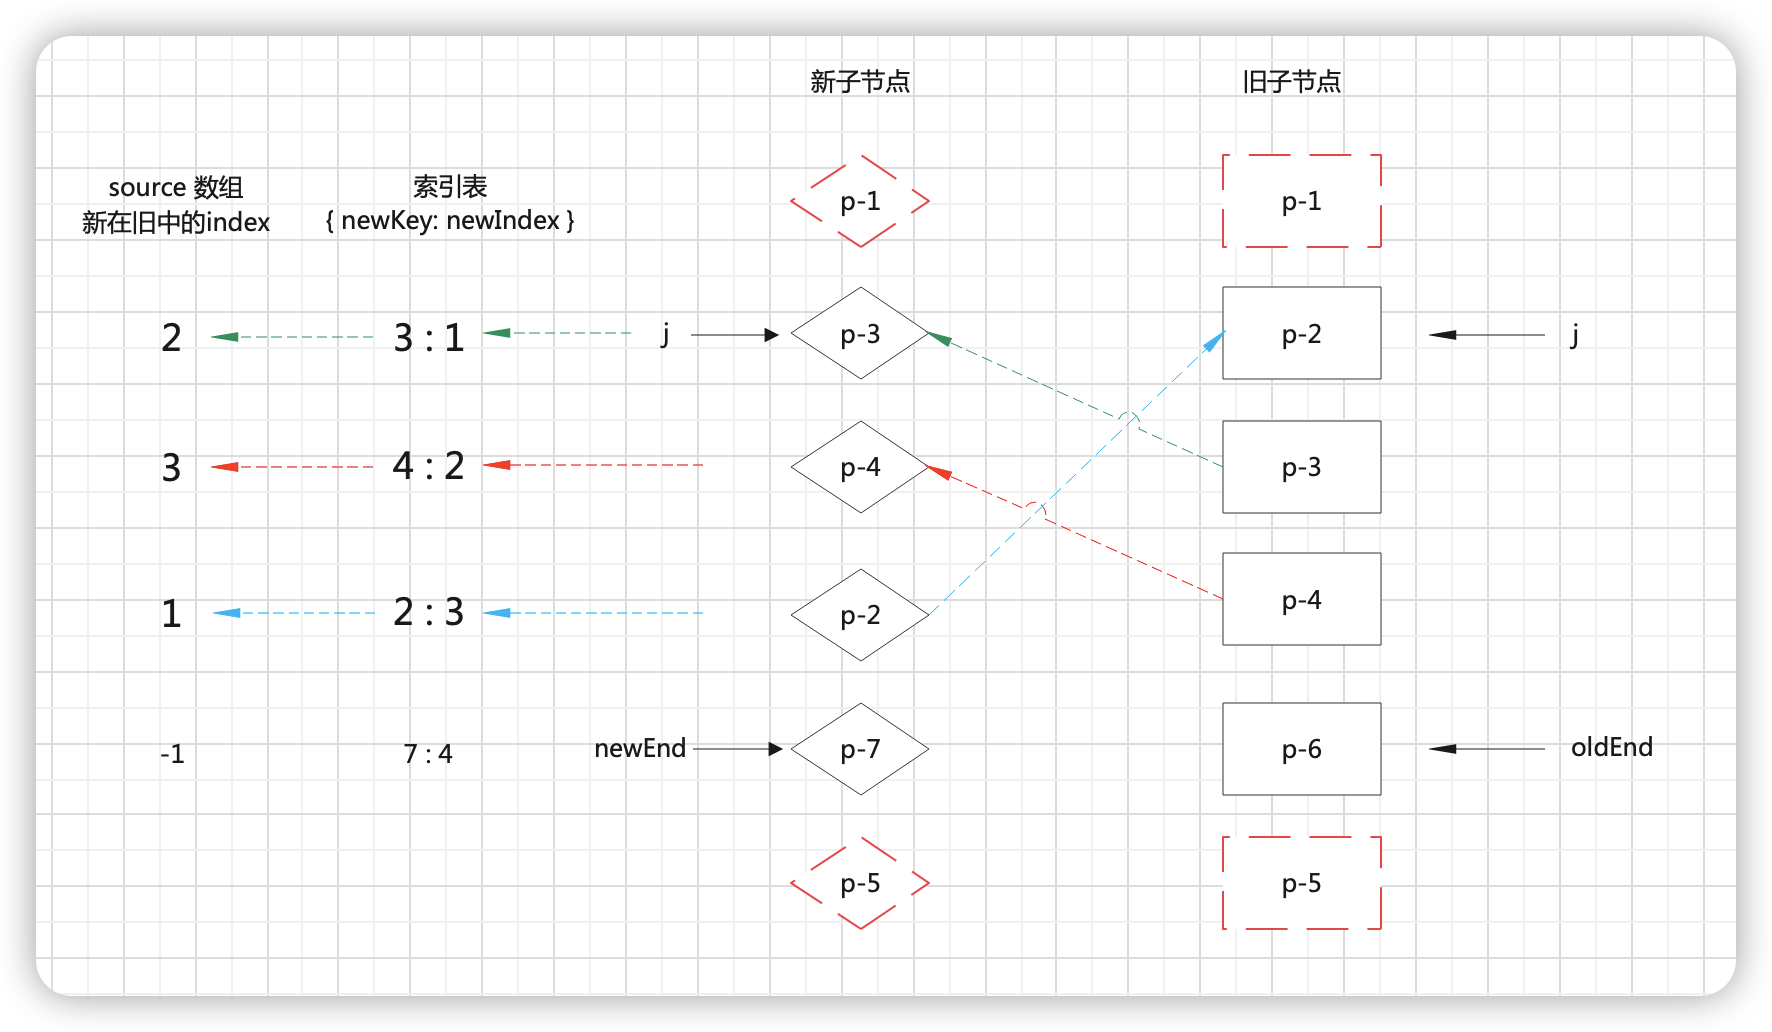 新子节点
旧子节点
source 数组
新在旧中的index
索引表
{ newKey: newIndex }
p-1
p-1
2
3 : 1
j
p-3
p-2
j
3
4 : 2
p-4
p-3
1
2 : 3
p-2
p-4
-1
7 : 4
newEnd
p-7
p-6
oldEnd
p-5
p-5